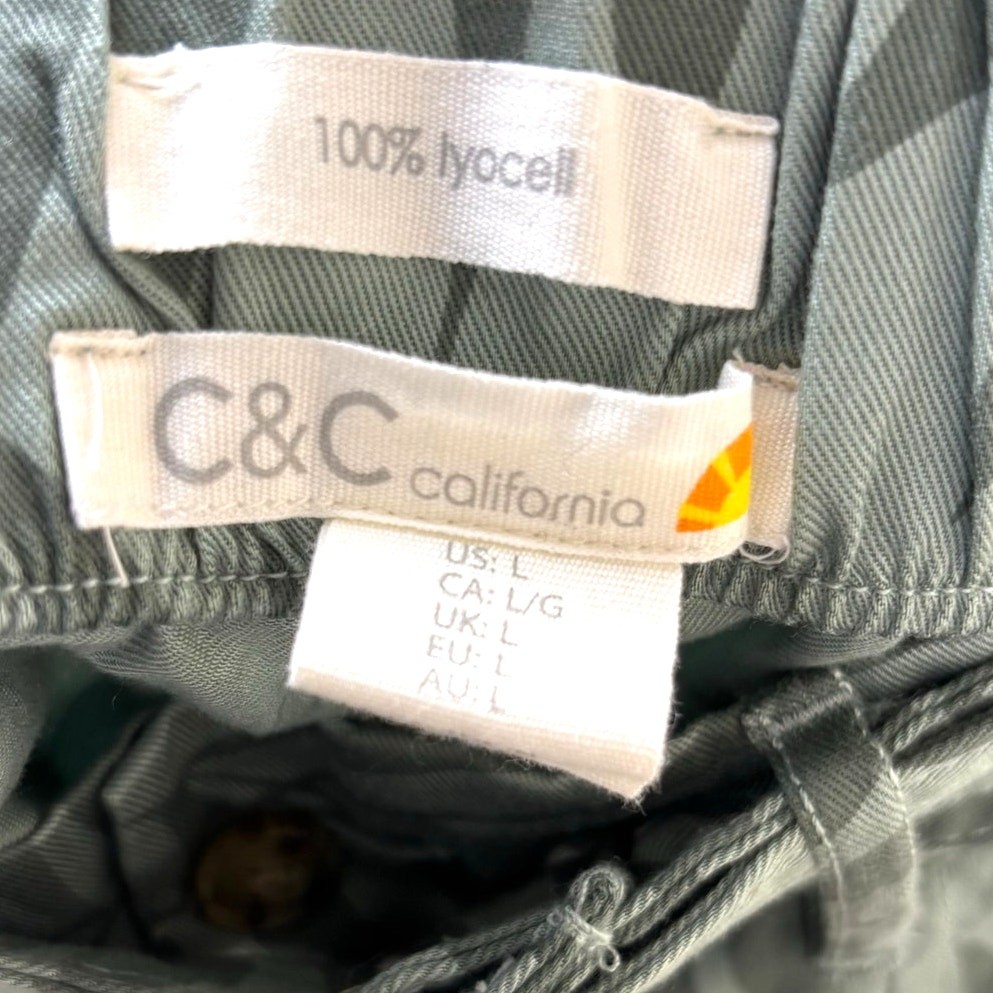 100% lyocell
C&C california
US: L
CA: L/G
UK: L
EU: L
AU: L